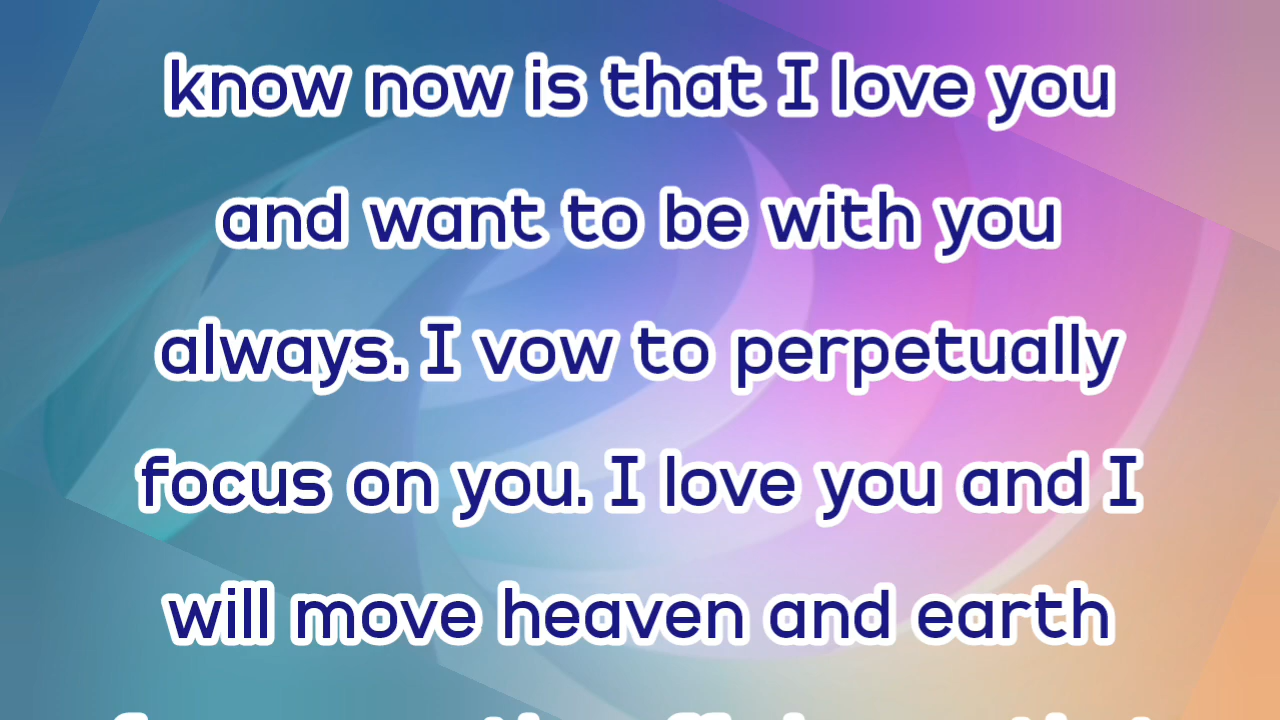 know now is that I love you
and want to be with you
always. I vow to perpetually
focus on you. I love you and I
will move heaven and earth